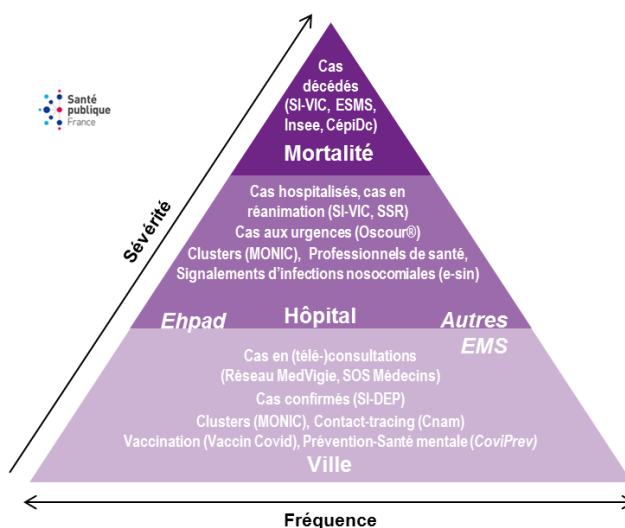 Santé
publique
France
Sévérité
Cas
décédés
(SI-VIC, ESMS,
Insee, CépiDc)
Mortalité
Cas hospitalisés, cas en
réanimation (SI-VIC, SSR)
Cas aux urgences (Oscour®)
Clusters (MONIC), Professionnels de santé,
Signalements d'infections nosocomiales (e-sin)
Ehpad Hôpital Autres
EMS
Cas en (télé-)consultations
(Réseau MedVigie, SOS Médecins)
Cas confirmés (SI-DEP)
Clusters (MONIC), Contact-tracing (Cnam)
Vaccination (Vaccin Covid), Prévention-Santé mentale (CoviPrev)
Ville
Fréquence